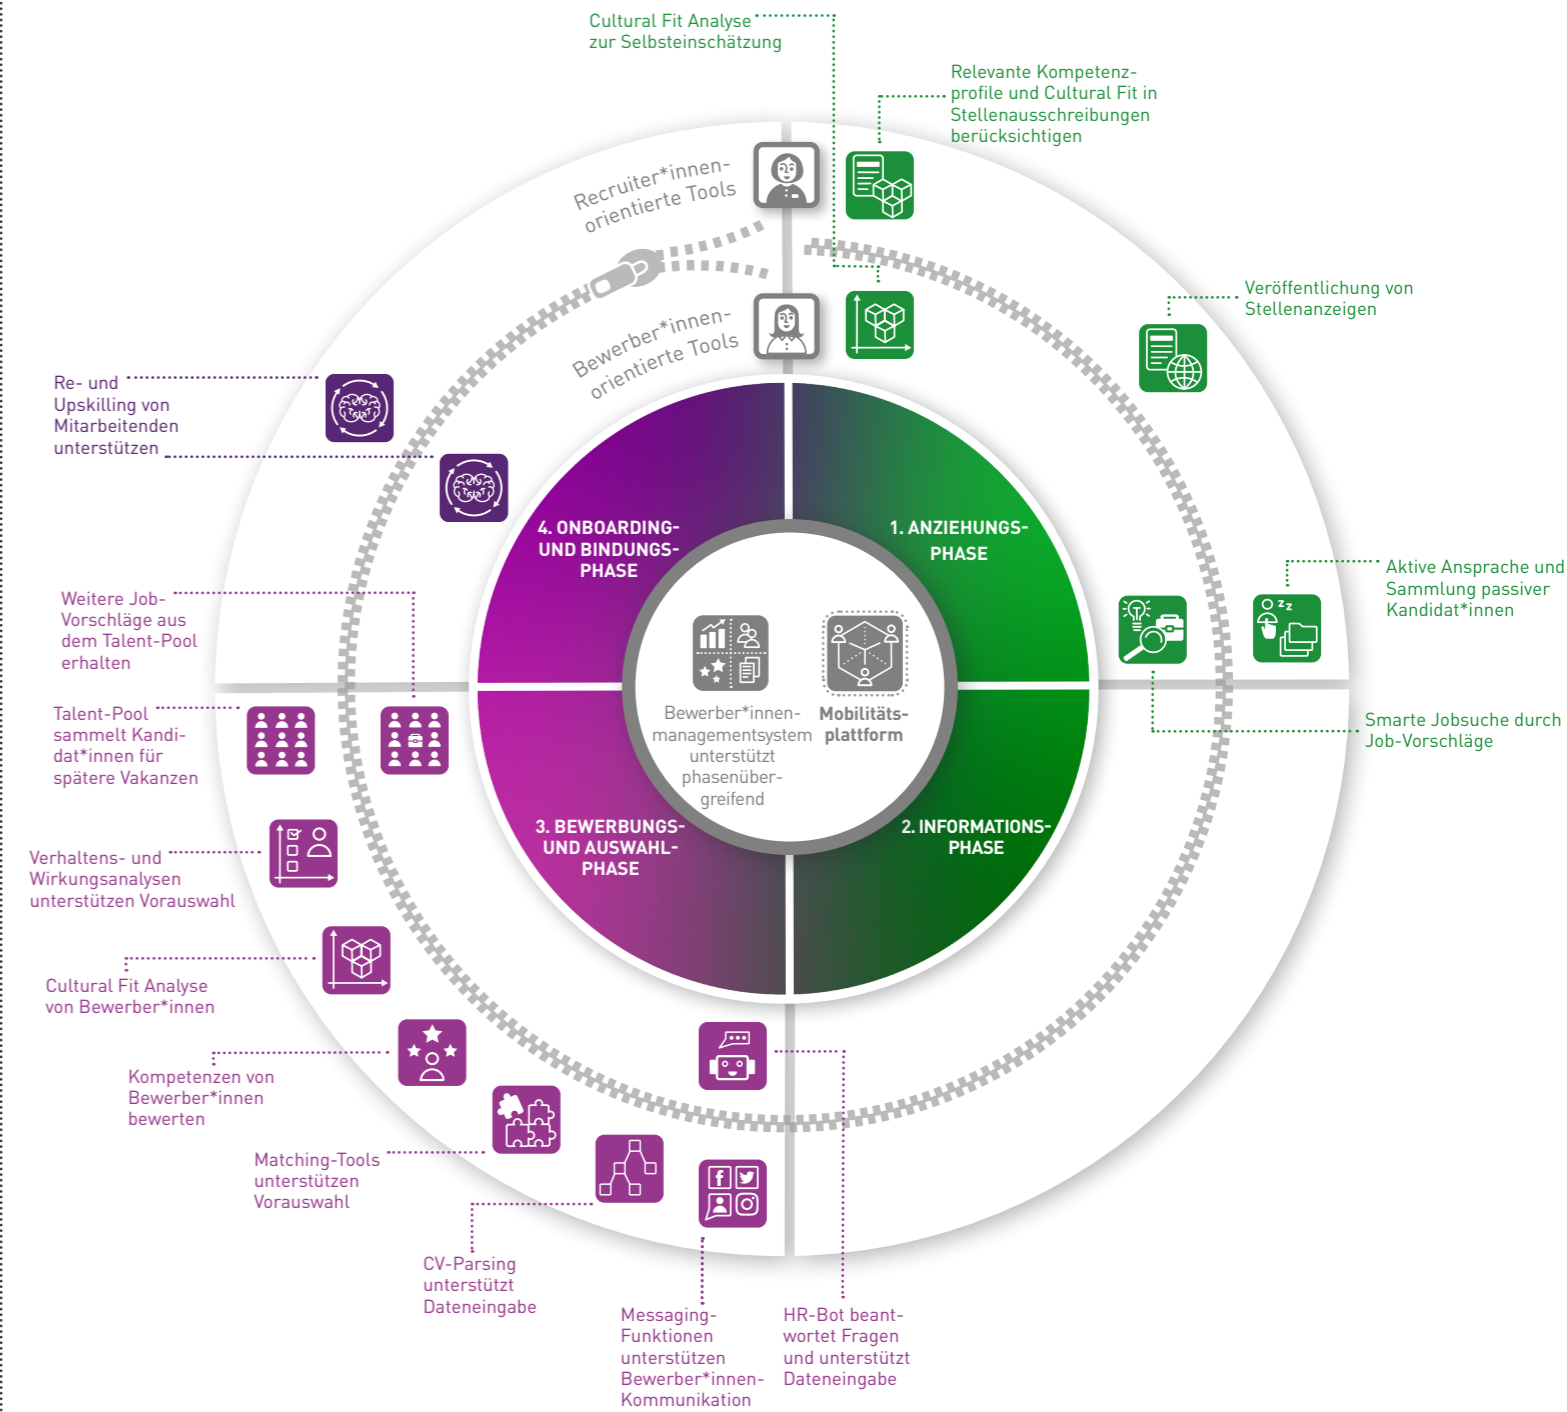 Cultural Fit Analyse
zur Selbsteinschätzung
Relevante Kompetenz-
profile und Cultural Fit in
Stellenausschreibungen
berücksichtigen
Recruiter*innen-
orientierte Tools
Bewerber*innen-
orientierte Tools
Veröffentlichung von
Stellenanzeigen
Re- und
Upskilling von
Mitarbeitenden
unterstützen
4. ONBOARDING-
UND BINDUNGS-
PHASE
1. ANZIEHUNGS-
PHASE
Aktive Ansprache und
Sammlung passiver
Kandidat*innen
zz
Weitere Job-
Vorschläge aus
dem Talent-Pool
erhalten
Talent-Pool
sammelt Kandi-
dat*innen für
spätere Vakanzen
Bewerber*innen-
managementsystem
unterstützt
phasenüber-
greifend
Mobilitäts-
plattform
Smarte Jobsuche durch
Job-Vorschläge
3. BEWERBUNGS-
UND AUSWAHL-
PHASE
2. INFORMATIONS-
PHASE
Verhaltens- und
Wirkungsanalysen
unterstützen Vorauswahl
Cultural Fit Analyse
von Bewerber*innen
Kompetenzen von
Bewerber*innen
bewerten
Matching-Tools
unterstützen
Vorauswahl
CV-Parsing
unterstützt
Dateneingabe
Messaging-
Funktionen
unterstützen
Bewerber*innen-
Kommunikation
HR-Bot beant-
wortet Fragen
und unterstützt
Dateneingabe